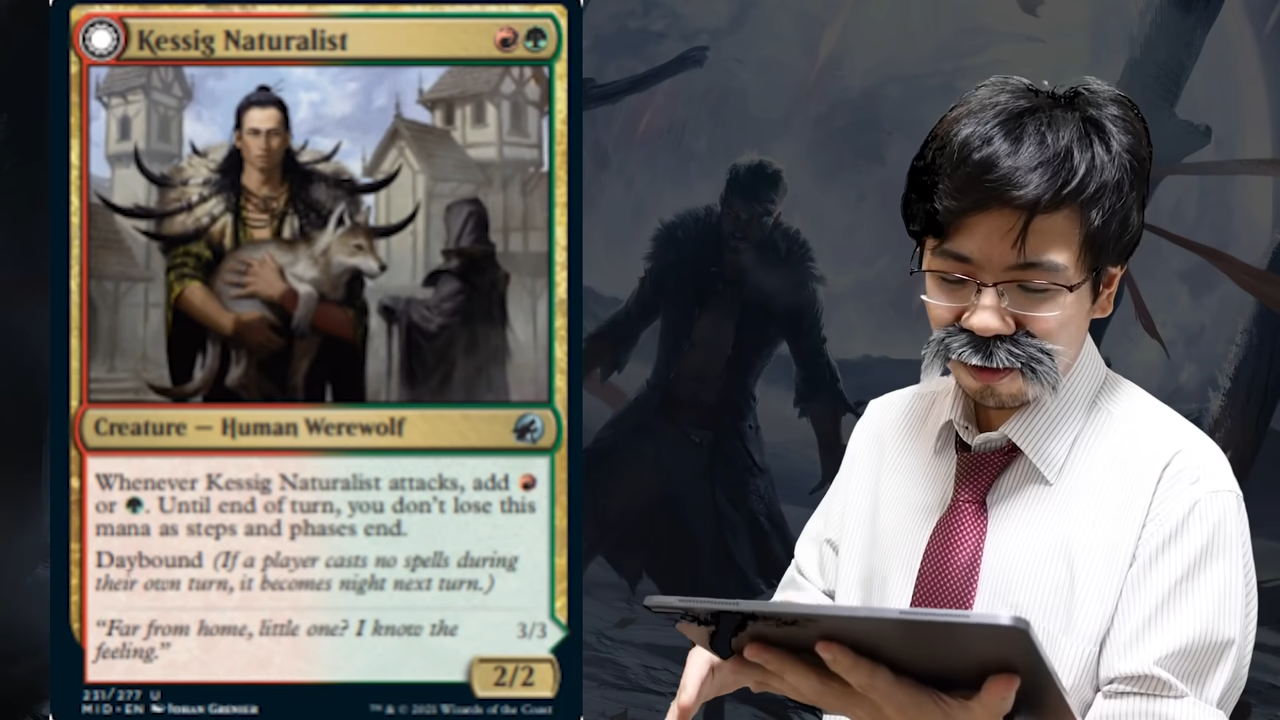 Kessig Naturalist
Creature — Human Werewolf
Whenever Kessig Naturalist attacks, add
or . Until end of turn, you don't lose this
mana as steps and phases end.
Daybound (If a player casts no spells during
their own turn, it becomes night next turn.)
"Far from home, little one? I know the
feeling."
3/3
2/2
231/277 U
MID • EN Johan Grenier
™ & © 2021 Wizards of the Coast